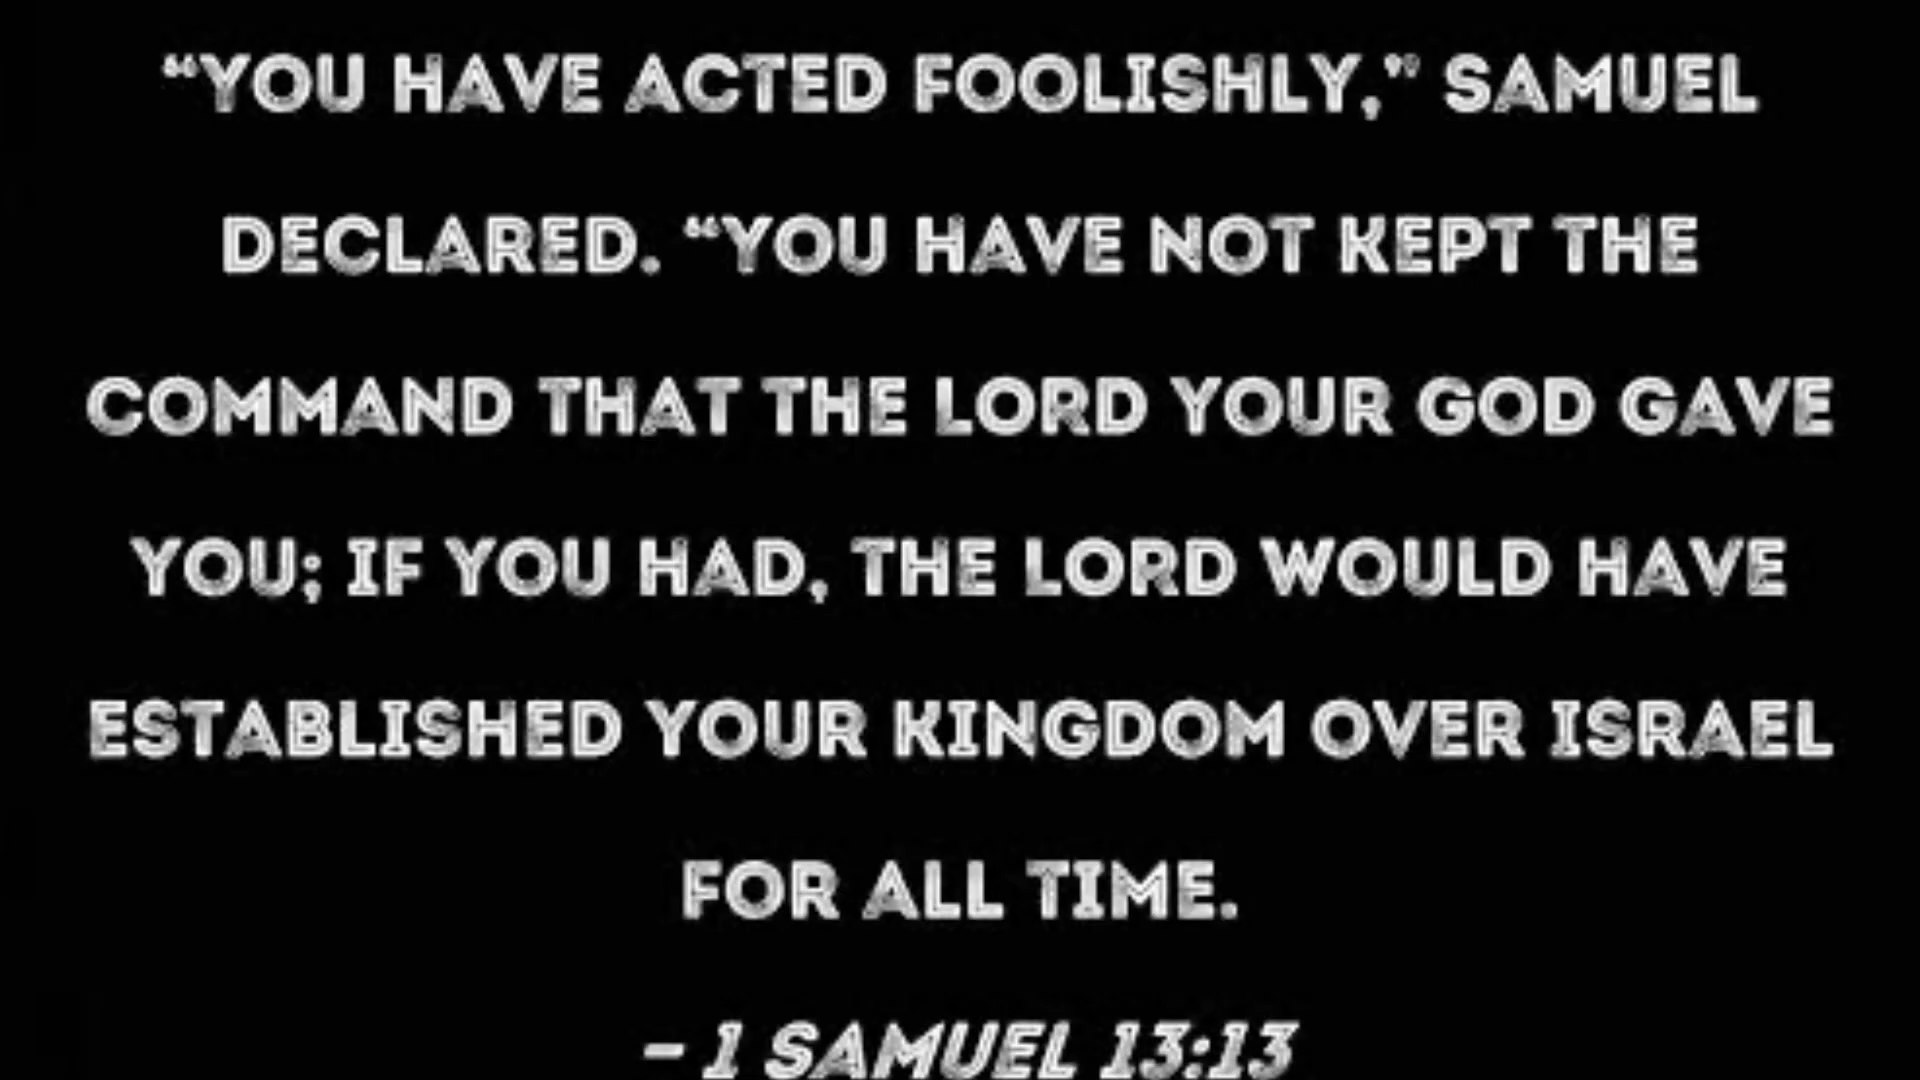 “YOU HAVE ACTED FOOLISHLY,” SAMUEL
DECLARED. “YOU HAVE NOT KEPT THE
COMMAND THAT THE LORD YOUR GOD GAVE
YOU; IF YOU HAD, THE LORD WOULD HAVE
ESTABLISHED YOUR KINGDOM OVER ISRAEL
FOR ALL TIME.
– 1 SAMUEL 13:13